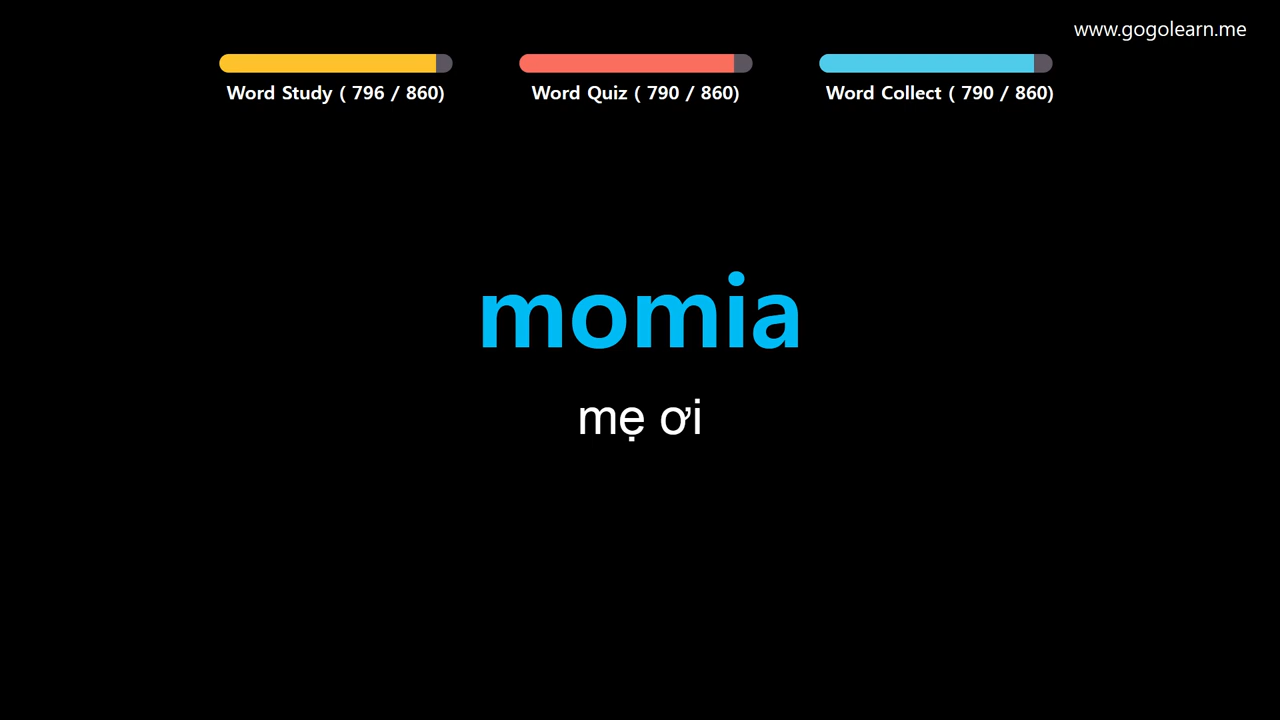 www.gogolearn.me
Word Study ( 796 / 860)
Word Quiz ( 790 / 860)
Word Collect ( 790 / 860)
momia
mẹ ơi